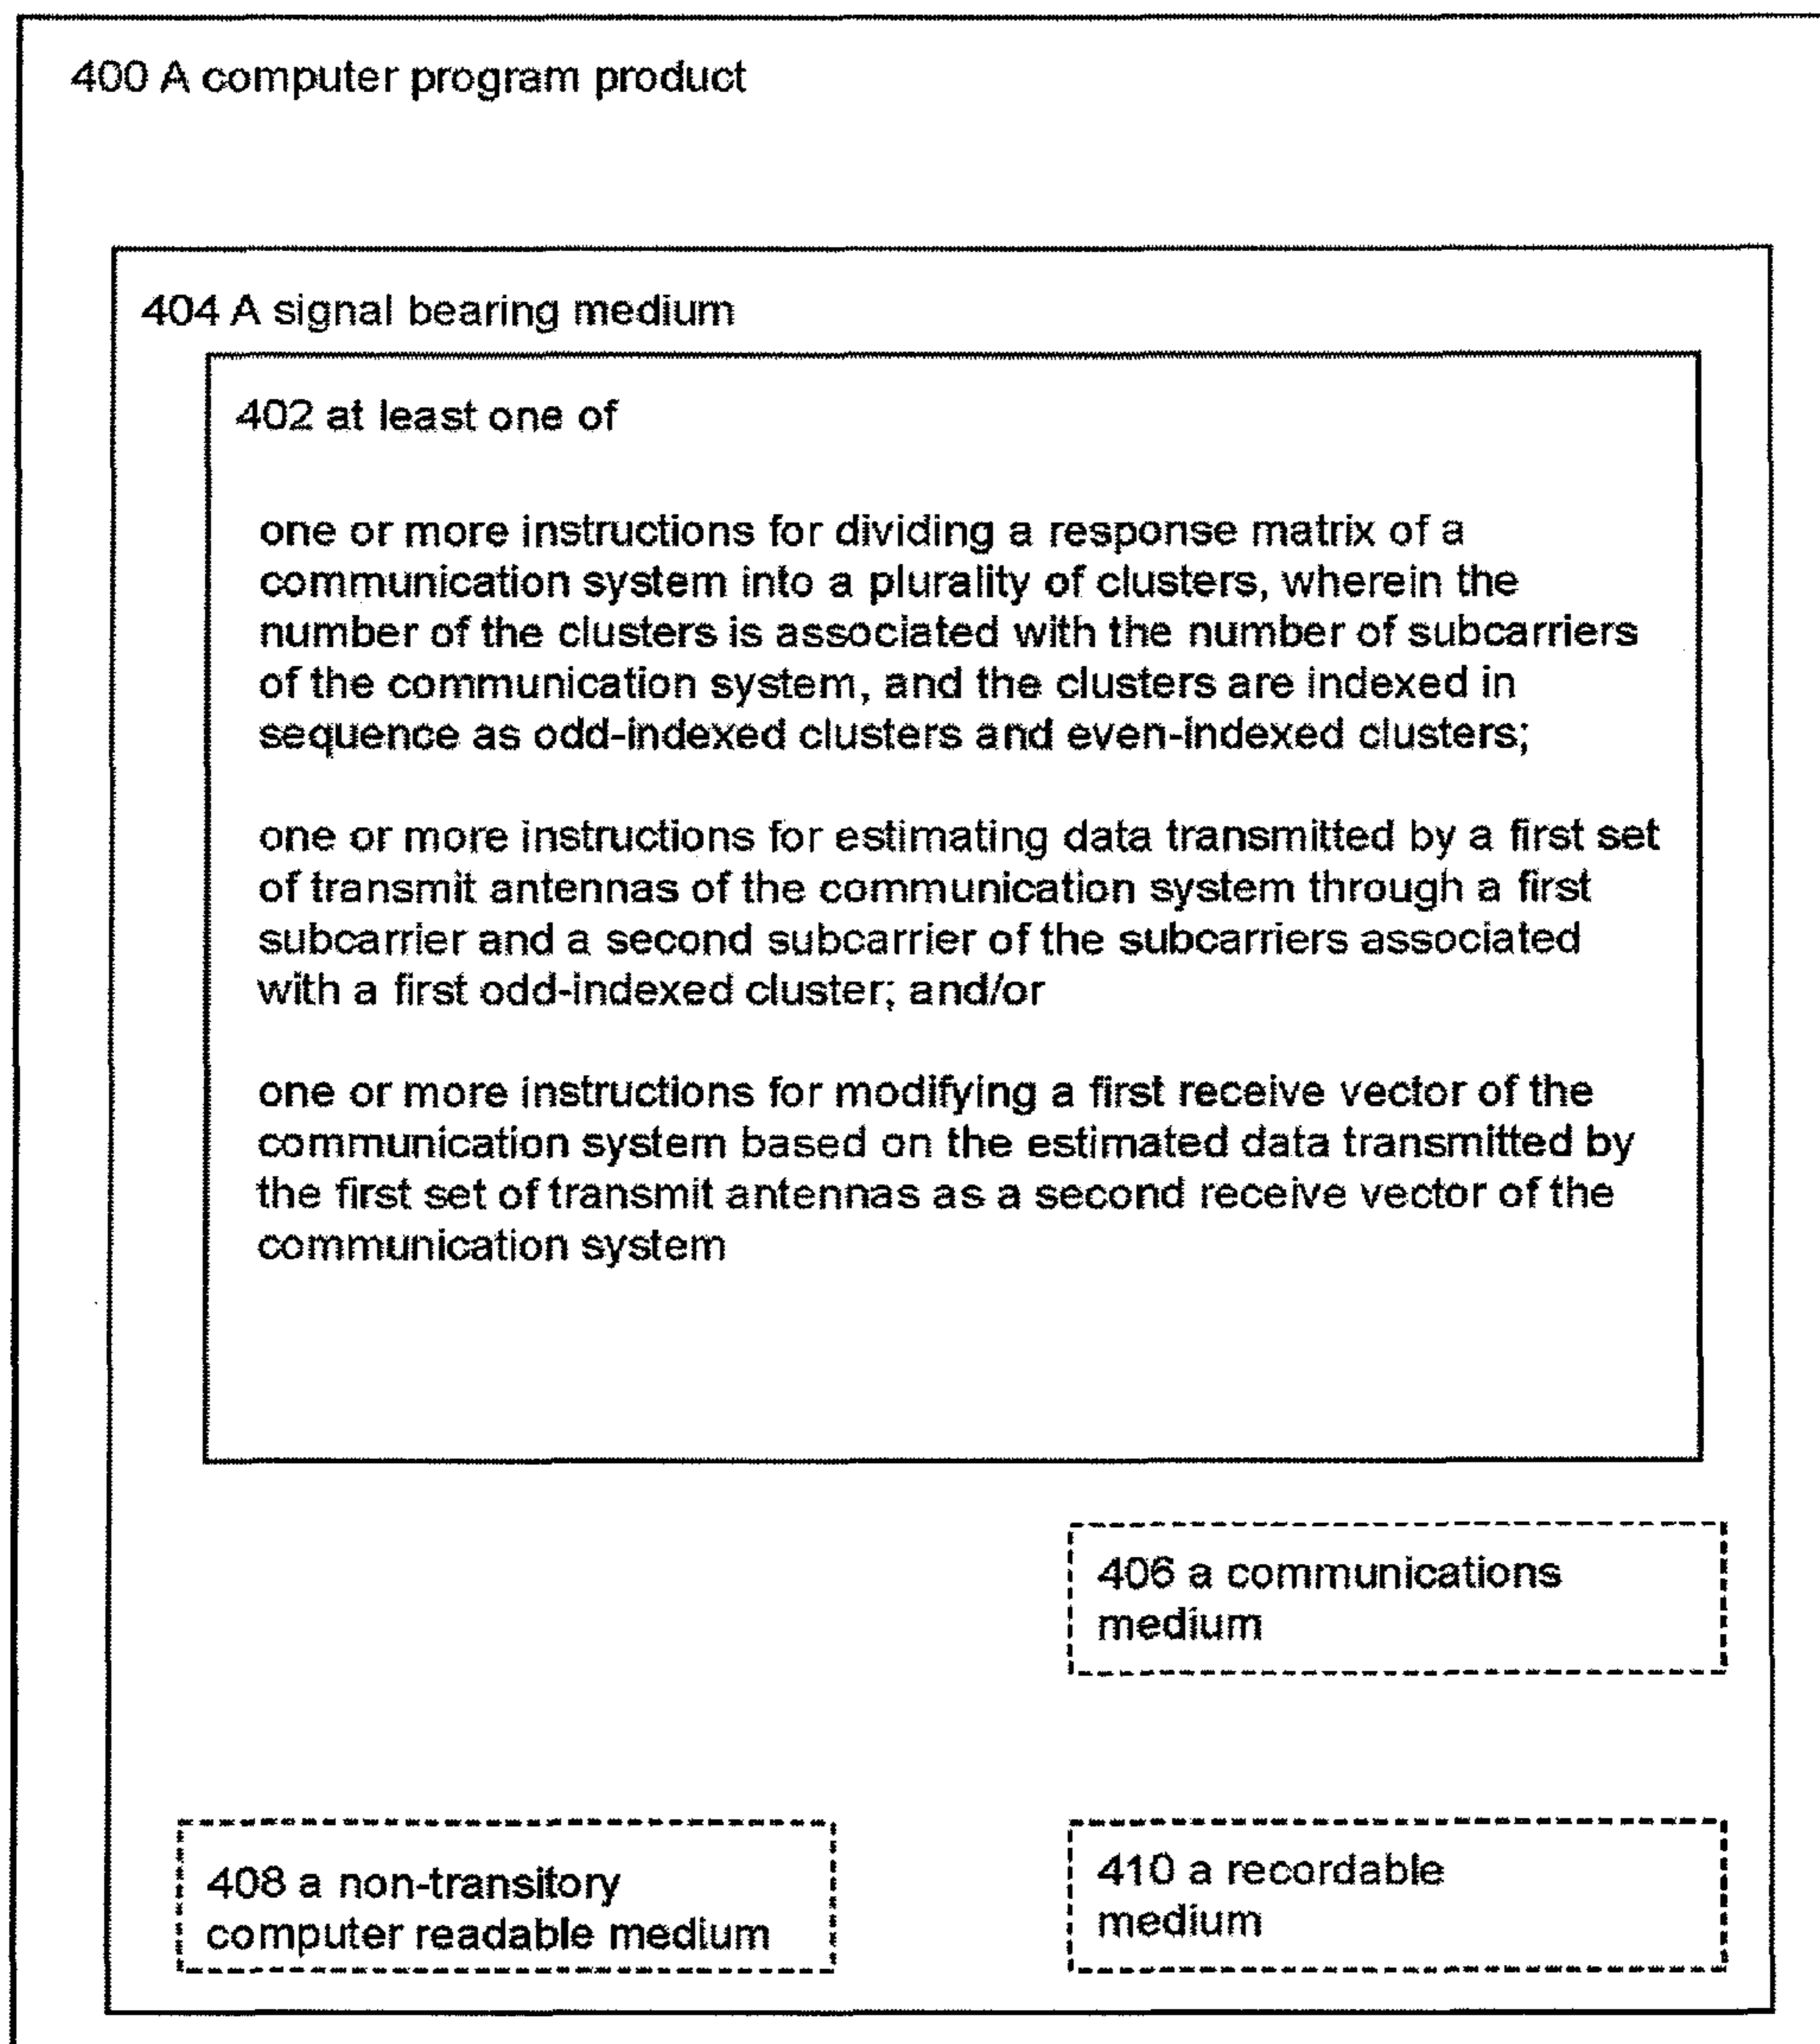 400 A computer program product
404 A signal bearing medium
402 at least one of
one or more instructions for dividing a response matrix of a
communication system into a plurality of clusters, wherein the
number of the clusters is associated with the number of subcarriers
of the communication system, and the clusters are indexed in
sequence as odd-indexed clusters and even-indexed clusters;
one or more instructions for estimating data transmitted by a first set
of transmit antennas of the communication system through a first
subcarrier and a second subcarrier of the subcarriers associated
with a first odd-indexed cluster; and/or
one or more instructions for modifying a first receive vector of the
communication system based on the estimated data transmitted by
the first set of transmit antennas as a second receive vector of the
communication system
406 a communications
medium
408 a non-transitory
computer readable medium
410 a recordable
medium